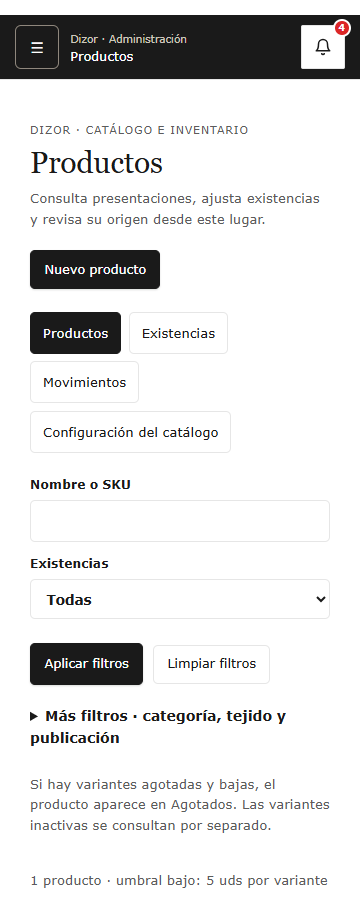 ☰
Dizor · Administración
Productos
4
DIZOR · CATÁLOGO E INVENTARIO
Productos
Consulta presentaciones, ajusta existencias
y revisa su origen desde este lugar.
Nuevo producto
Productos
Existencias
Movimientos
Configuración del catálogo
Nombre o SKU
Existencias
Todas
Aplicar filtros
Limpiar filtros
▶ Más filtros · categoría, tejido y
publicación
Si hay variantes agotadas y bajas, el
producto aparece en Agotados. Las variantes
inactivas se consultan por separado.
1 producto · umbral bajo: 5 uds por variante